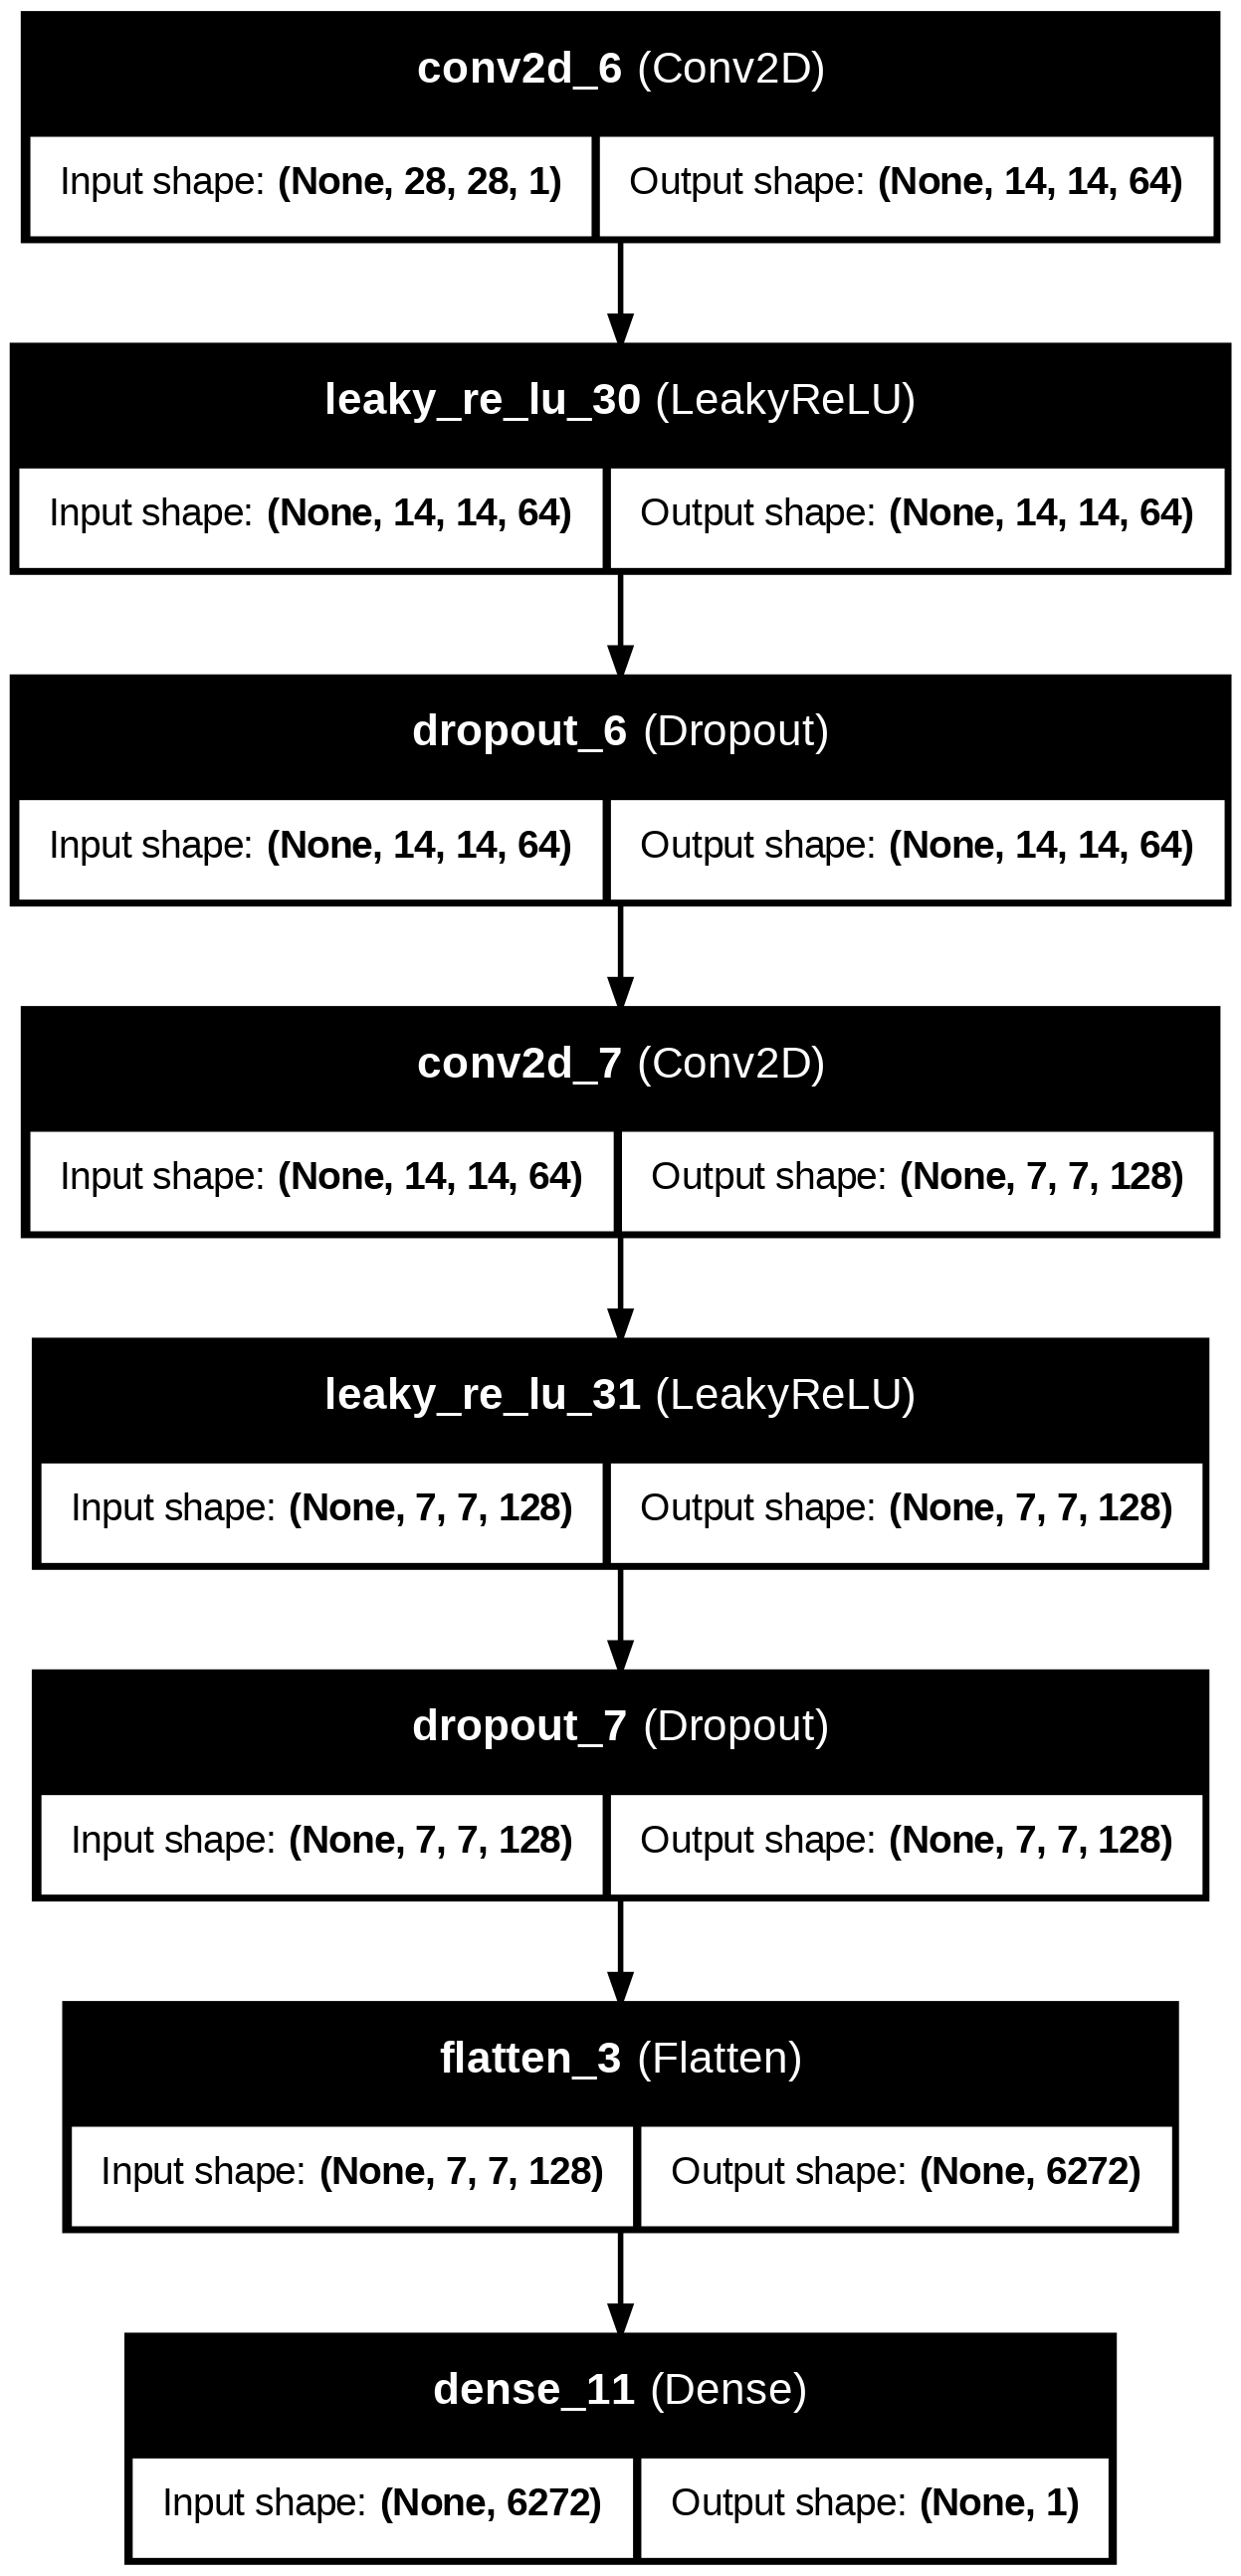 conv2d_6 (Conv2D)
Input shape: (None, 28, 28, 1) Output shape: (None, 14, 14, 64)
leaky_re_lu_30 (LeakyReLU)
Input shape: (None, 14, 14, 64) Output shape: (None, 14, 14, 64)
dropout_6 (Dropout)
Input shape: (None, 14, 14, 64) Output shape: (None, 14, 14, 64)
conv2d_7 (Conv2D)
Input shape: (None, 14, 14, 64) Output shape: (None, 7, 7, 128)
leaky_re_lu_31 (LeakyReLU)
Input shape: (None, 7, 7, 128) Output shape: (None, 7, 7, 128)
dropout_7 (Dropout)
Input shape: (None, 7, 7, 128) Output shape: (None, 7, 7, 128)
flatten_3 (Flatten)
Input shape: (None, 7, 7, 128) Output shape: (None, 6272)
dense_11 (Dense)
Input shape: (None, 6272) Output shape: (None, 1)